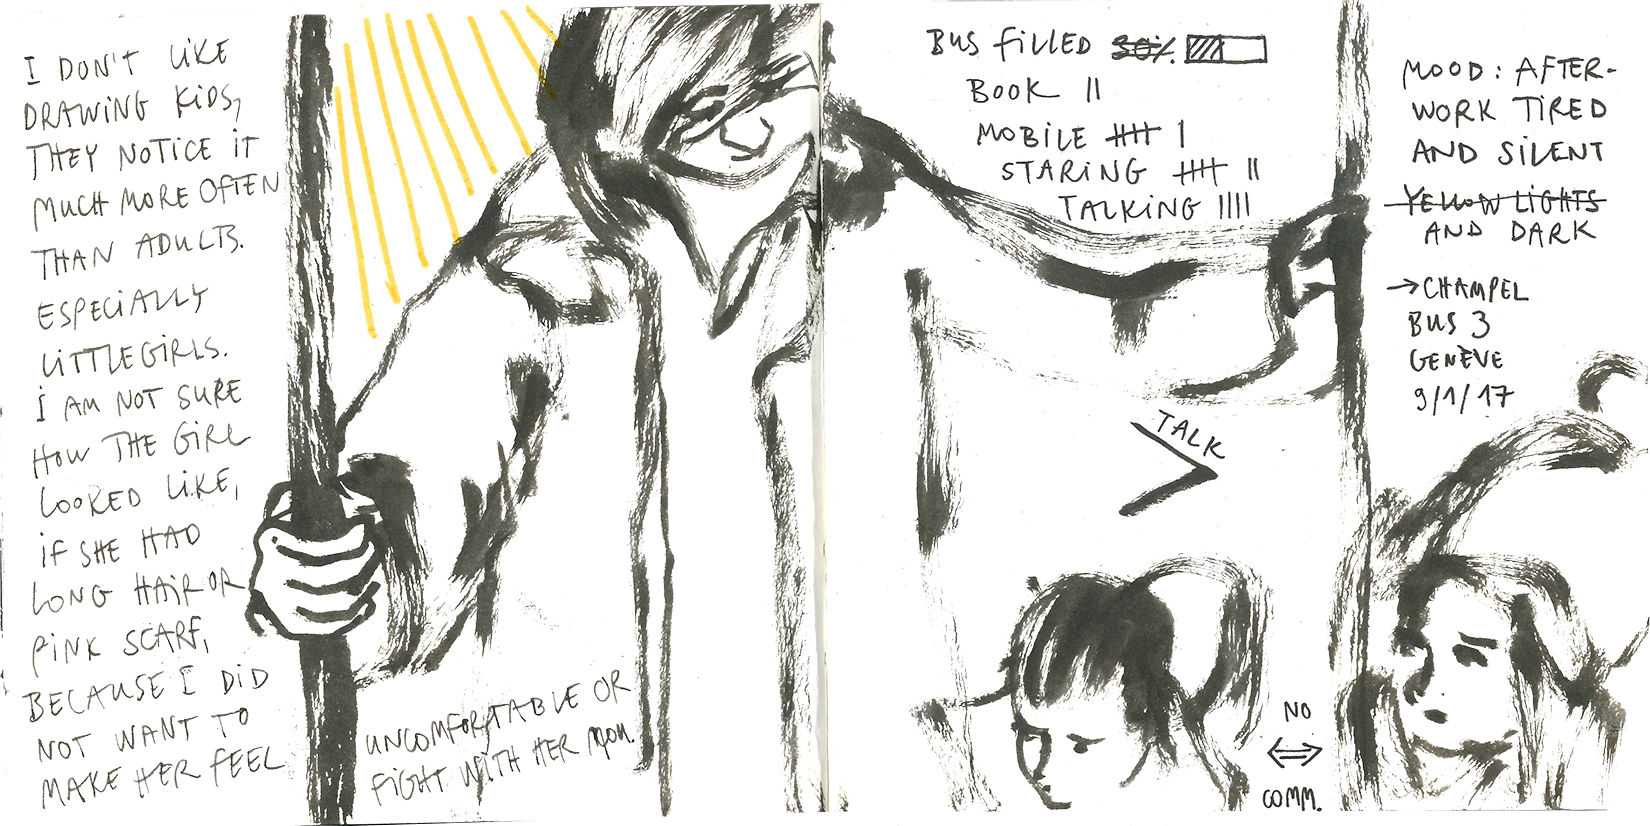 I DON'T LIKE
DRAWING KIDS,
THEY NOTICE IT
MUCH MORE OFTEN
THAN ADULTS.
ESPECIALLY
LITTLE GIRLS.
I AM NOT SURE
HOW THE GIRL
LOOKED LIKE,
IF SHE HAD
LONG HAIR OR
PINK SCARF,
BECAUSE I DID
NOT WANT TO
MAKE HER FEEL
UNCOMFORTABLE OR
FIGHT WITH HER MOM.
BUS FILLED 30%
BOOK II
MOBILE IIII I
STARING IIII II
TALKING IIII
MOOD: AFTER-
WORK TIRED
AND SILENT
YELLOW LIGHTS
AND DARK
→ CHAMPEL
BUS 3
GENÈVE
9/1/17
TALK
NO
⇔
COMM.